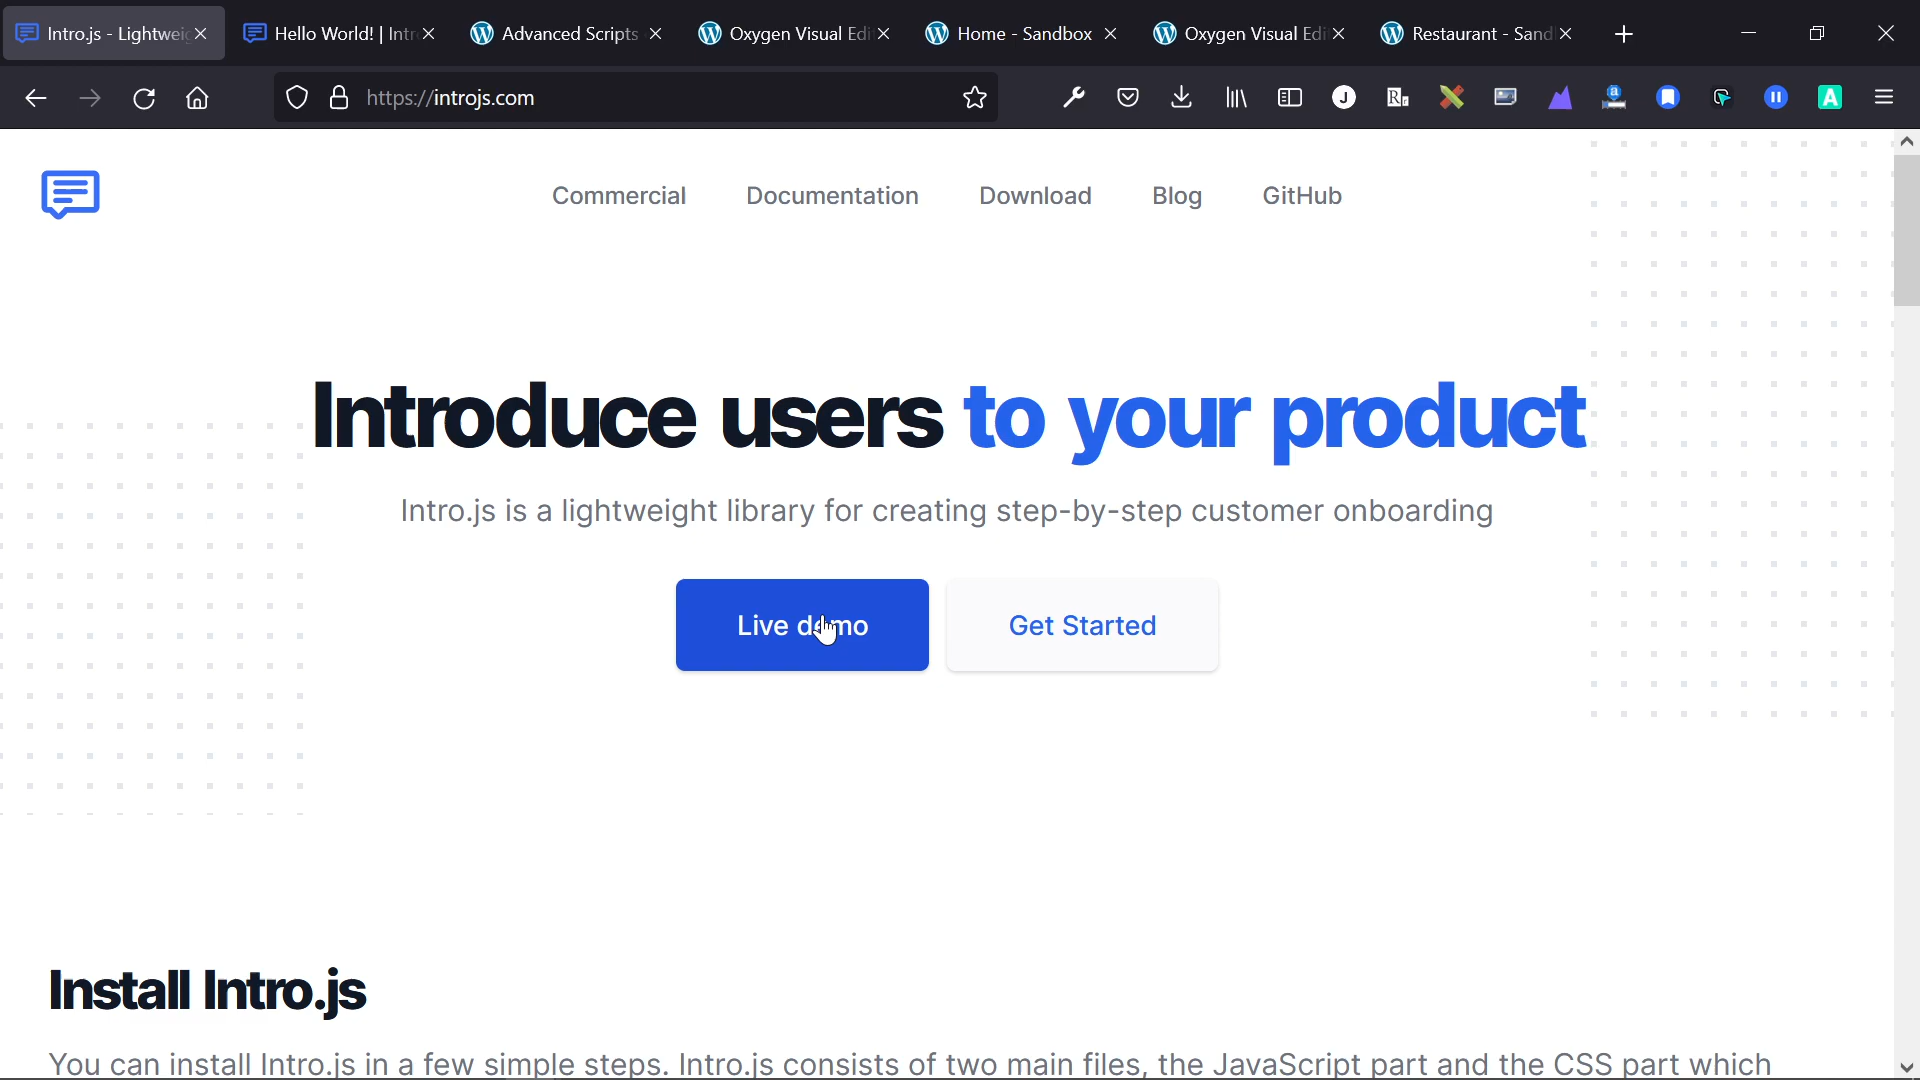 Intro.js - Lightweig
Hello World! | Intr
Advanced Scripts
Oxygen Visual Edi
Home - Sandbox
Oxygen Visual Edi
Restaurant - Sand
https://introjs.com
J
R
a
A
Commercial
Documentation
Download
Blog
GitHub
Introduce users to your product
Intro.js is a lightweight library for creating step-by-step customer onboarding
Live demo
Get Started
Install Intro.js
You can install Intro.js in a few simple steps. Intro.js consists of two main files, the JavaScript part and the CSS part which